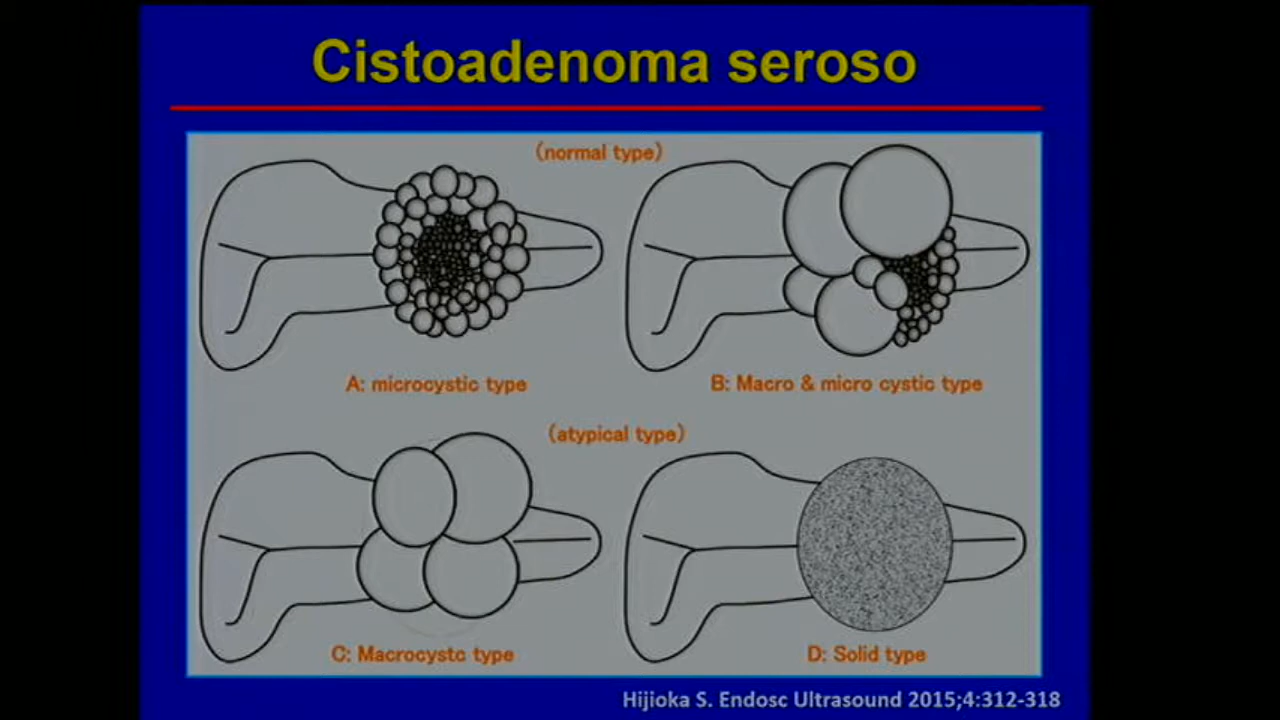 Cistoadenoma seroso
(normal type)
A: microcystic type
B: Macro & micro cystic type
(atypical type)
C: Macrocystc type
D: Solid type
Hijioka S. Endosc Ultrasound 2015;4:312-318